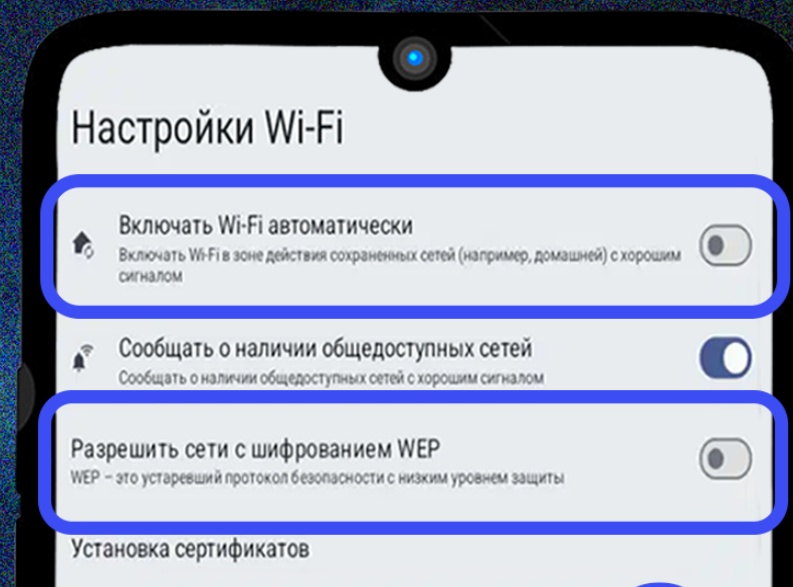 Настройки Wi-Fi
Включать Wi-Fi автоматически
Включать Wi-Fi в зоне действия сохраненных сетей (например, домашней) с хорошим
сигналом
Сообщать о наличии общедоступных сетей
Сообщать о наличии общедоступных сетей с хорошим сигналом
Разрешить сети с шифрованием WEP
WEP – это устаревший протокол безопасности с низким уровнем защиты
Установка сертификатов